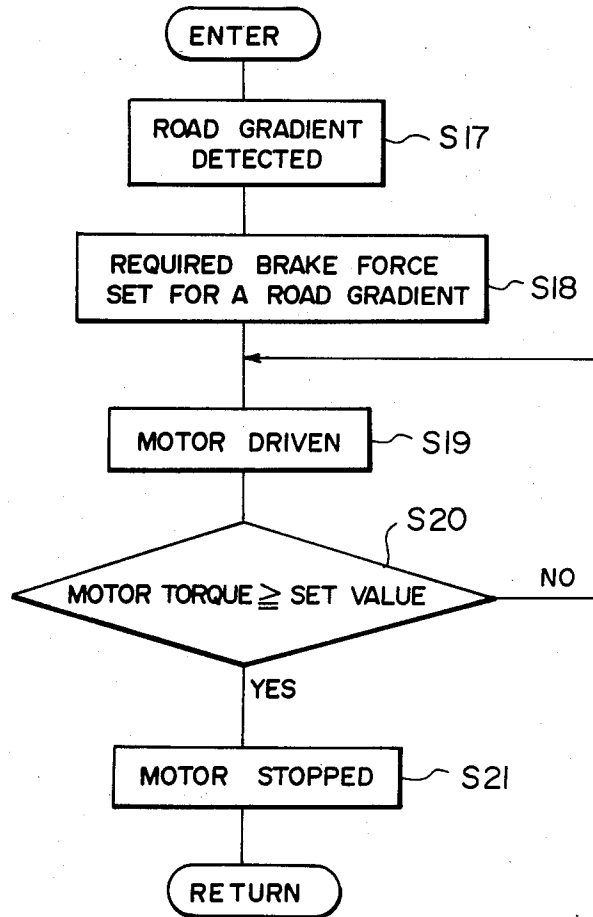 ENTER
ROAD GRADIENT
DETECTED
S17
REQUIRED BRAKE FORCE
SET FOR A ROAD GRADIENT
S18
MOTOR DRIVEN
S19
S20
MOTOR TORQUE ≧ SET VALUE
NO
YES
MOTOR STOPPED
S21
RETURN